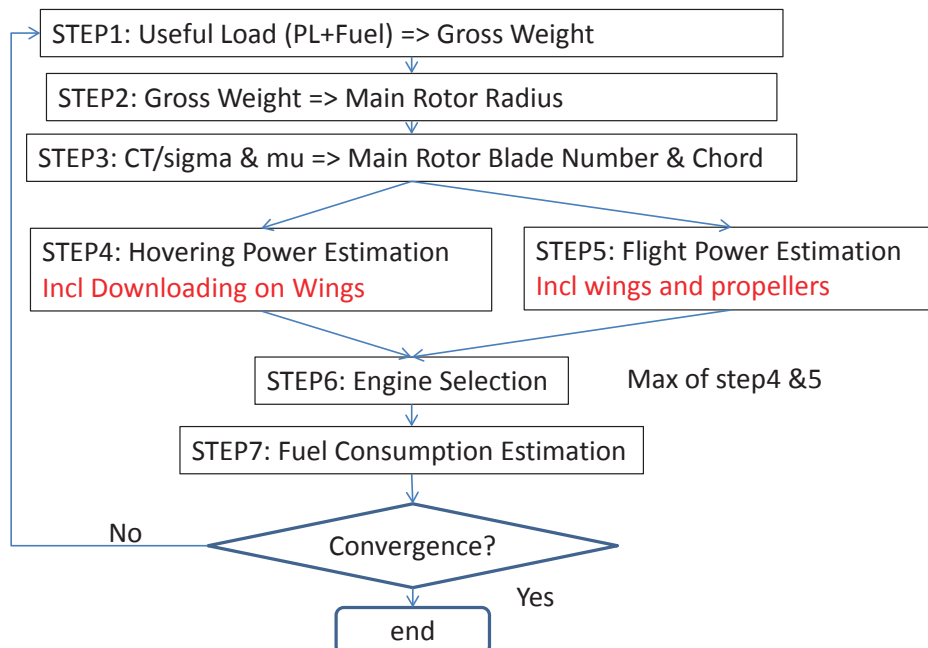 STEP1: Useful Load (PL+Fuel) => Gross Weight
STEP2: Gross Weight => Main Rotor Radius
STEP3: CT/sigma & mu => Main Rotor Blade Number & Chord
STEP4: Hovering Power Estimation
Incl Downloading on Wings
STEP5: Flight Power Estimation
Incl wings and propellers
STEP6: Engine Selection
Max of step4 &5
STEP7: Fuel Consumption Estimation
No
Convergence?
Yes
end